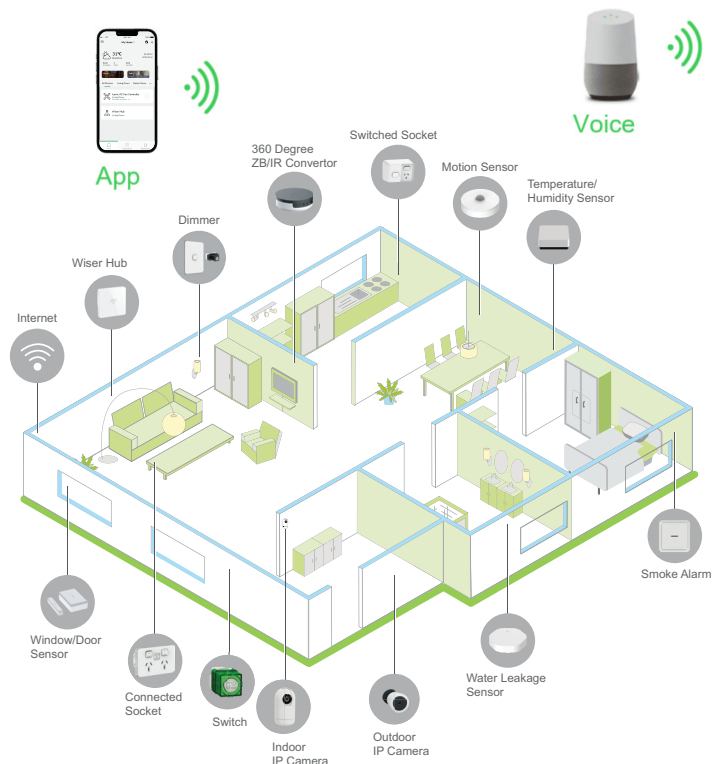 31°C
App
Voice
360 Degree
ZB/IR Convertor
Switched Socket
Motion Sensor
Temperature/
Humidity Sensor
Dimmer
Wiser Hub
Internet
Smoke Alarm
Window/Door
Sensor
Connected
Socket
Switch
Indoor
IP Camera
Outdoor
IP Camera
Water Leakage
Sensor